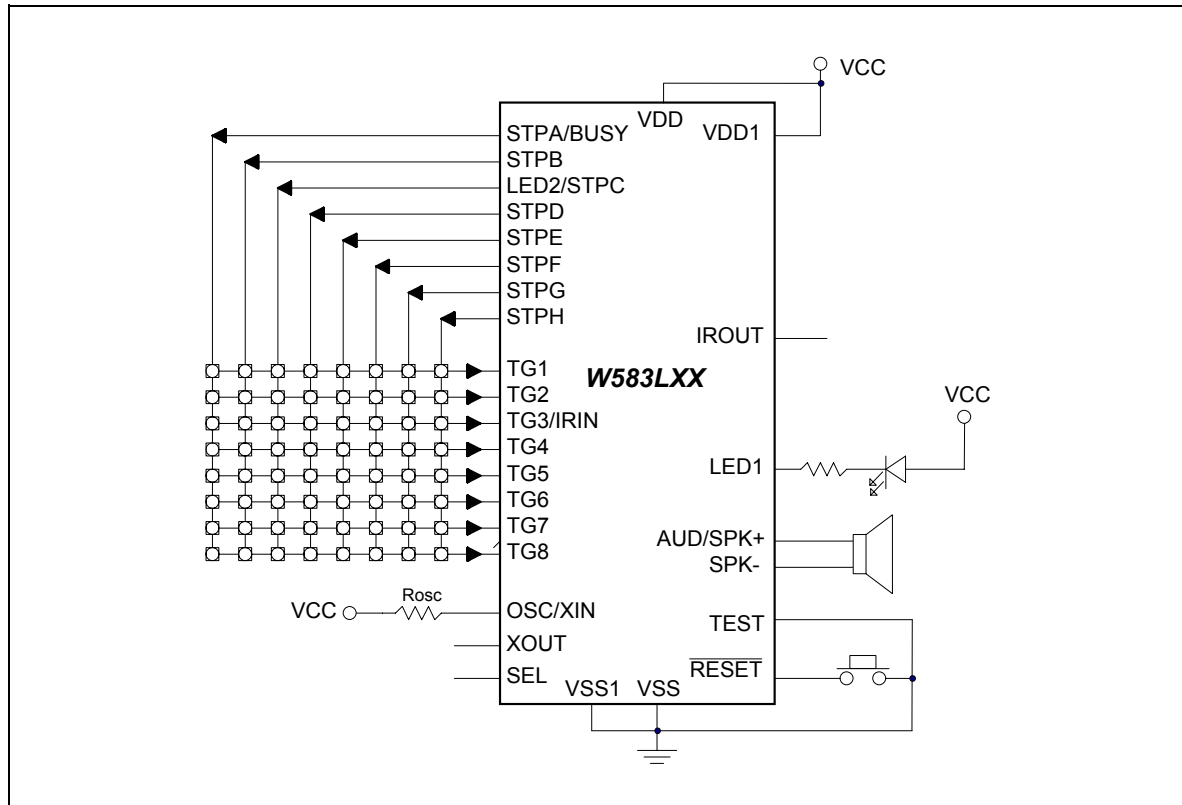 VCC
VDD
VDD1
STPA/BUSY
STPB
LED2/STPC
STPD
STPE
STPF
STPG
STPH
IROUT
TG1
W583LXX
TG2
TG3/IRIN
VCC
TG4
TG5
LED1
TG6
TG7
AUD/SPK+
TG8
SPK-
Rosc
VCC
OSC/XIN
TEST
XOUT
RESET
SEL
VSS1
VSS